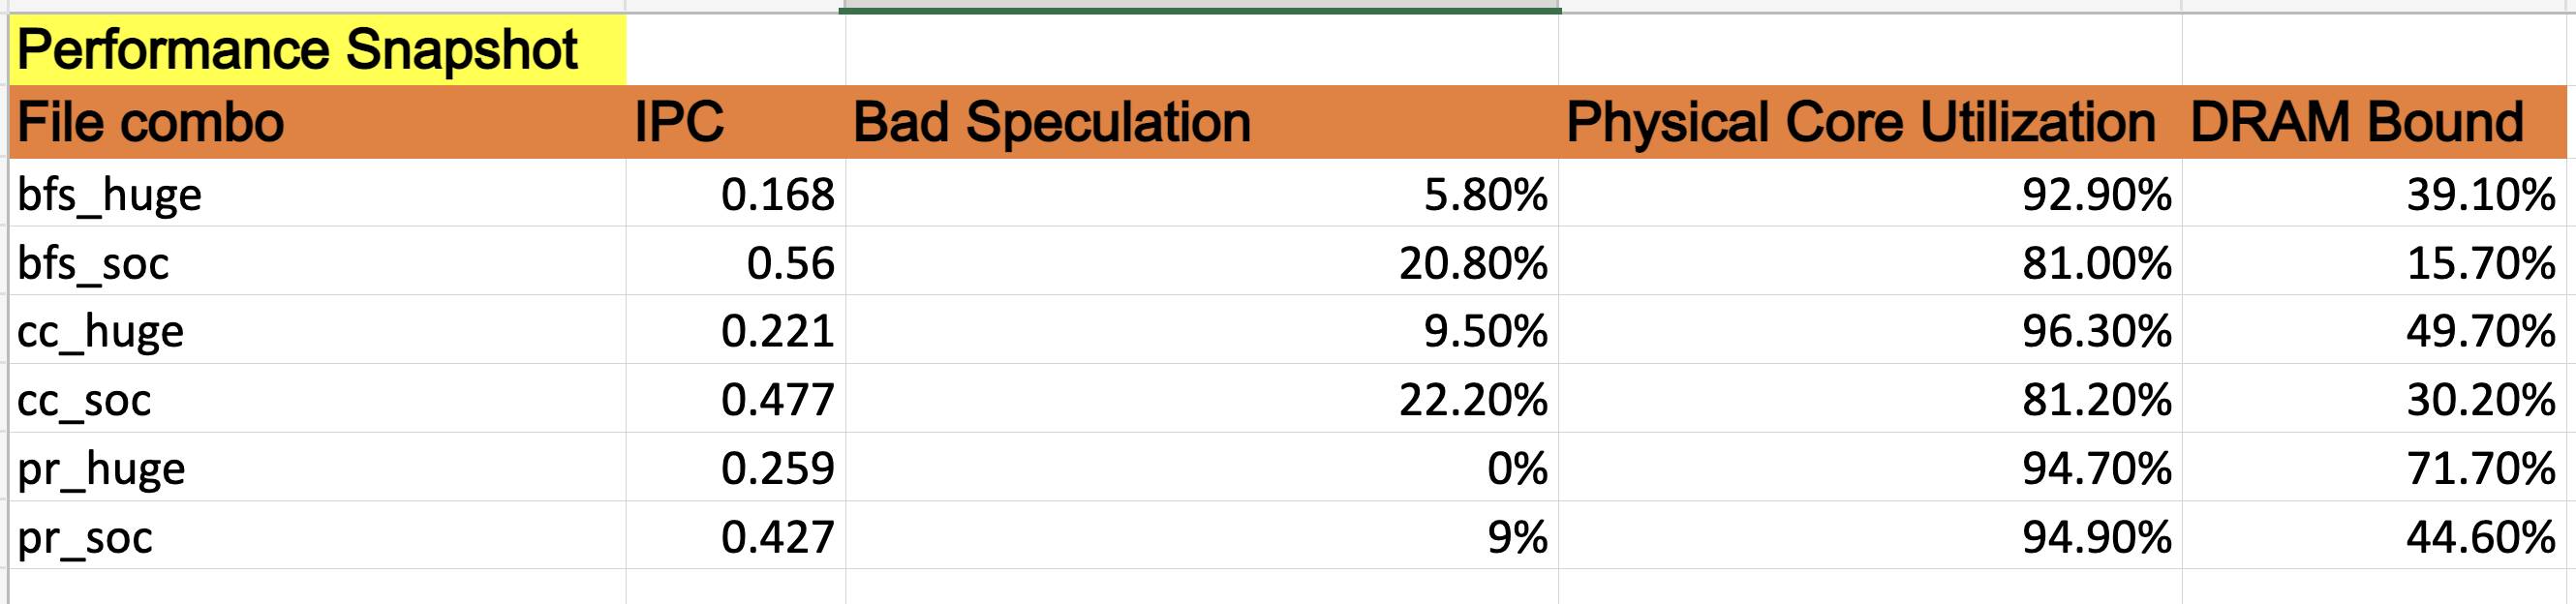 Performance Snapshot
File combo IPC Bad Speculation Physical Core Utilization DRAM Bound
bfs_huge 0.168 5.80% 92.90% 39.10%
bfs_soc 0.56 20.80% 81.00% 15.70%
cc_huge 0.221 9.50% 96.30% 49.70%
cc_soc 0.477 22.20% 81.20% 30.20%
pr_huge 0.259 0% 94.70% 71.70%
pr_soc 0.427 9% 94.90% 44.60%